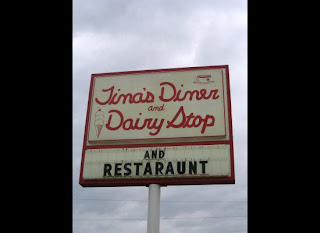 Tina's Diner
and
Dairy Stop
AND
RESTARAUNT